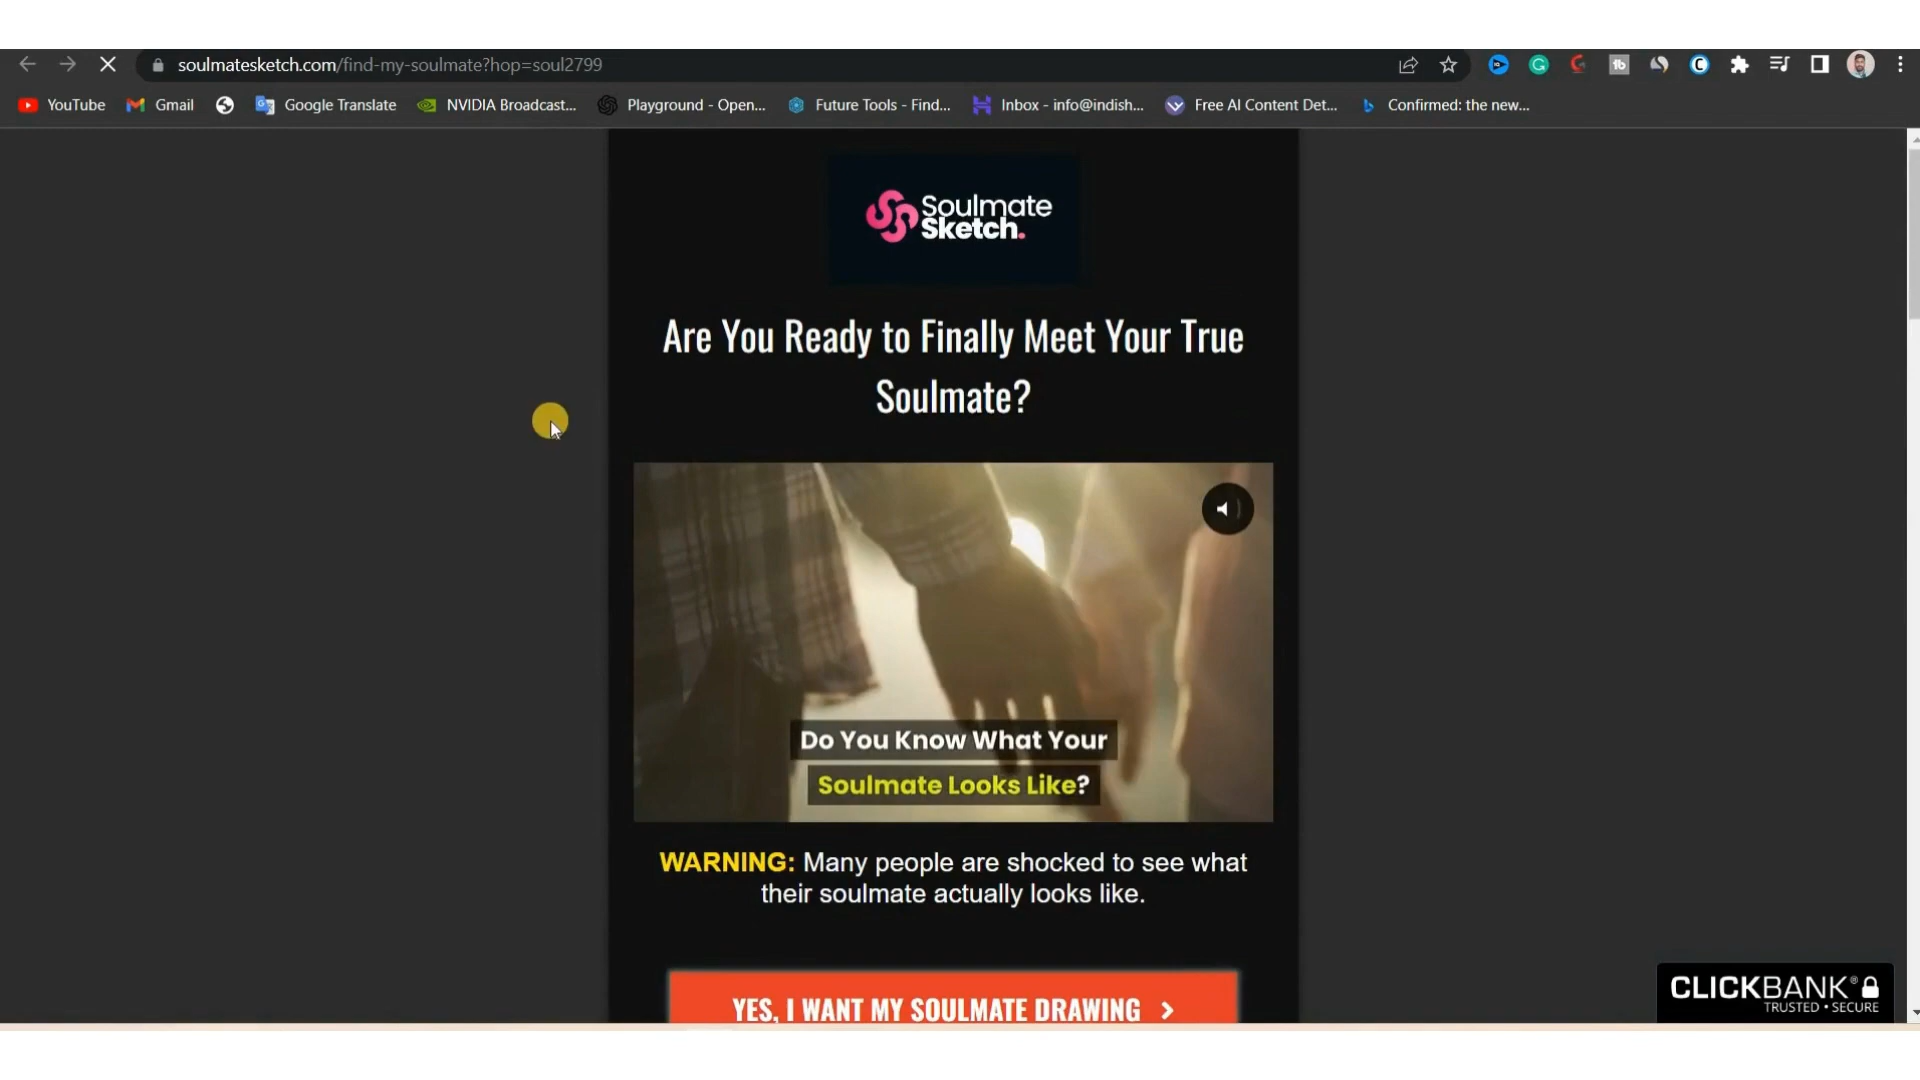 soulmatesketch.com/find-my-soulmate?hop=soul2799
YouTube Gmail Google Translate NVIDIA Broadcast... Playground - Open... Future Tools - Find... Inbox - info@indish... Free AI Content Det... Confirmed: the new...
Soulmate
Sketch.
Are You Ready to Finally Meet Your True
Soulmate?
Do You Know What Your
Soulmate Looks Like?
WARNING: Many people are shocked to see what
their soulmate actually looks like.
YES, I WANT MY SOULMATE DRAWING >
CLICKBANK®
TRUSTED • SECURE